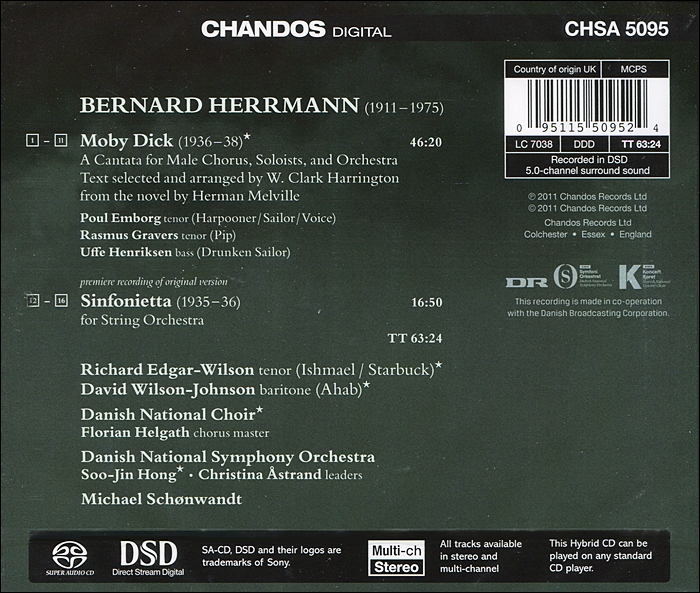 CHANDOS DIGITAL
CHSA 5095
BERNARD HERRMANN (1911–1975)
1 - 11 Moby Dick (1936–38)★ 46:20
A Cantata for Male Chorus, Soloists, and Orchestra
Text selected and arranged by W. Clark Harrington
from the novel by Herman Melville
Poul Emborg tenor (Harpooner/Sailor/Voice)
Rasmus Gravers tenor (Pip)
Uffe Henriksen bass (Drunken Sailor)
premiere recording of original version
12 - 16 Sinfonietta (1935–36) 16:50
for String Orchestra
TT 63:24
Richard Edgar-Wilson tenor (Ishmael / Starbuck)★
David Wilson-Johnson baritone (Ahab)★
Danish National Choir★
Florian Helgath chorus master
Danish National Symphony Orchestra
Soo-Jin Hong★ · Christina Åstrand leaders
Michael Schønwandt
Country of origin UK MCPS
0 95115 50952 4
LC 7038 DDD TT 63:24
Recorded in DSD
5.0-channel surround sound
℗ 2011 Chandos Records Ltd
© 2011 Chandos Records Ltd
Chandos Records Ltd
Colchester • Essex • England
DR
S Symfoni Orkestret
K Koncert Koret
This recording is made in co-operation
with the Danish Broadcasting Corporation.
SUPER AUDIO CD
DSD
Direct Stream Digital
SA-CD, DSD and their logos are
trademarks of Sony.
Multi-ch
Stereo
All tracks available
in stereo and
multi-channel
This Hybrid CD can be
played on any standard
CD player.